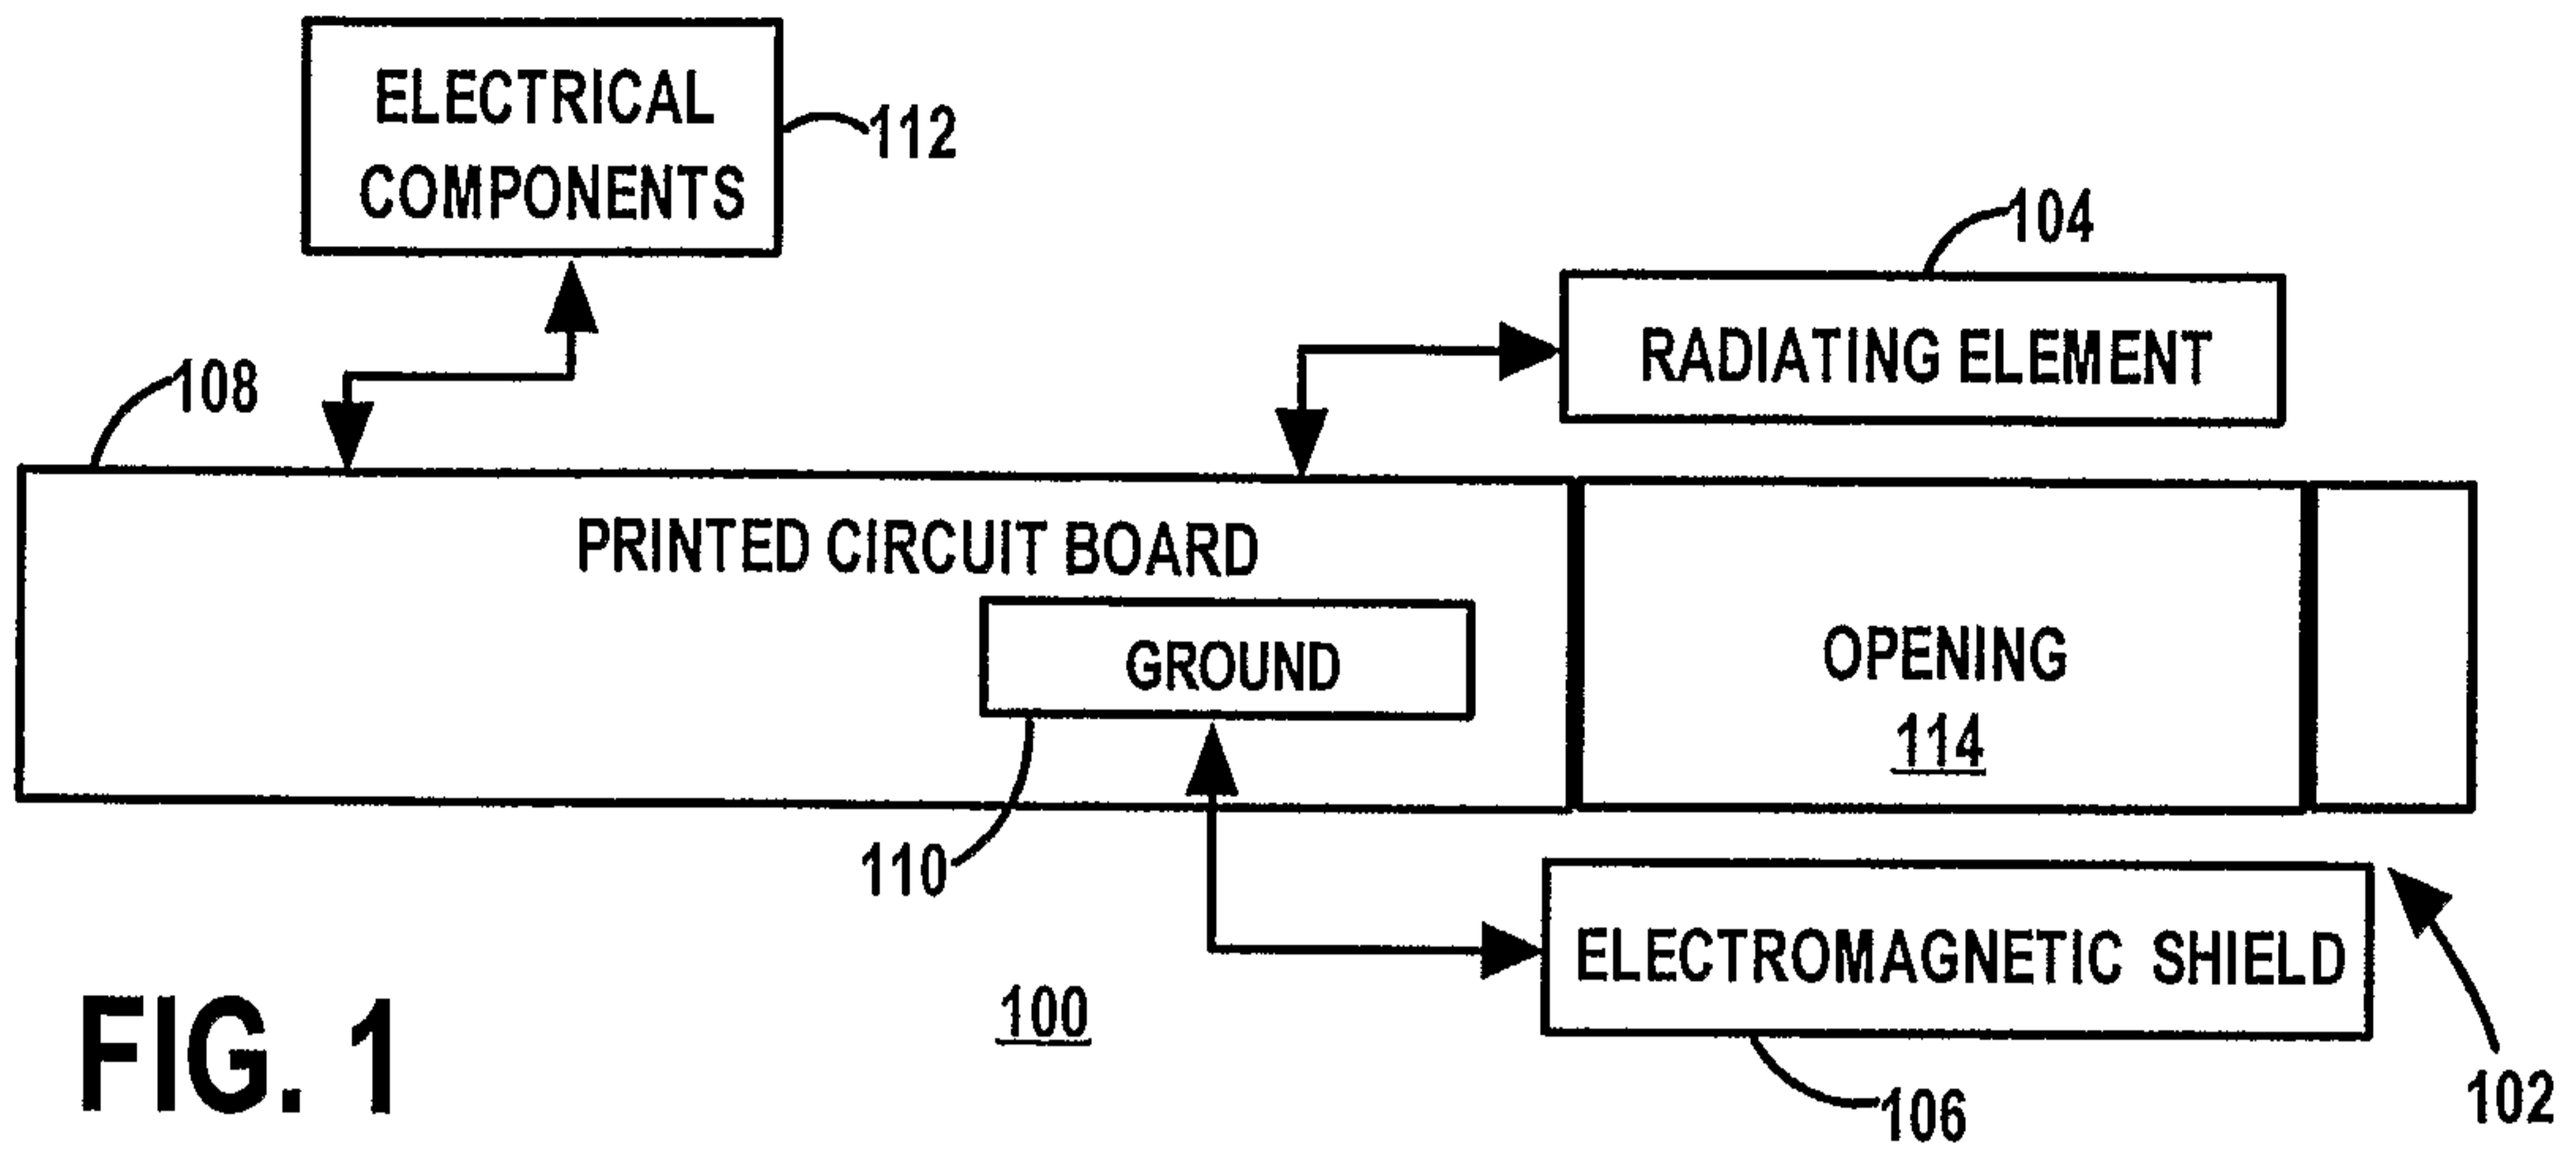 ELECTRICAL
COMPONENTS
112
104
RADIATING ELEMENT
108
PRINTED CIRCUIT BOARD
GROUND
OPENING
114
110
ELECTROMAGNETIC SHIELD
100
FIG. 1
106
102